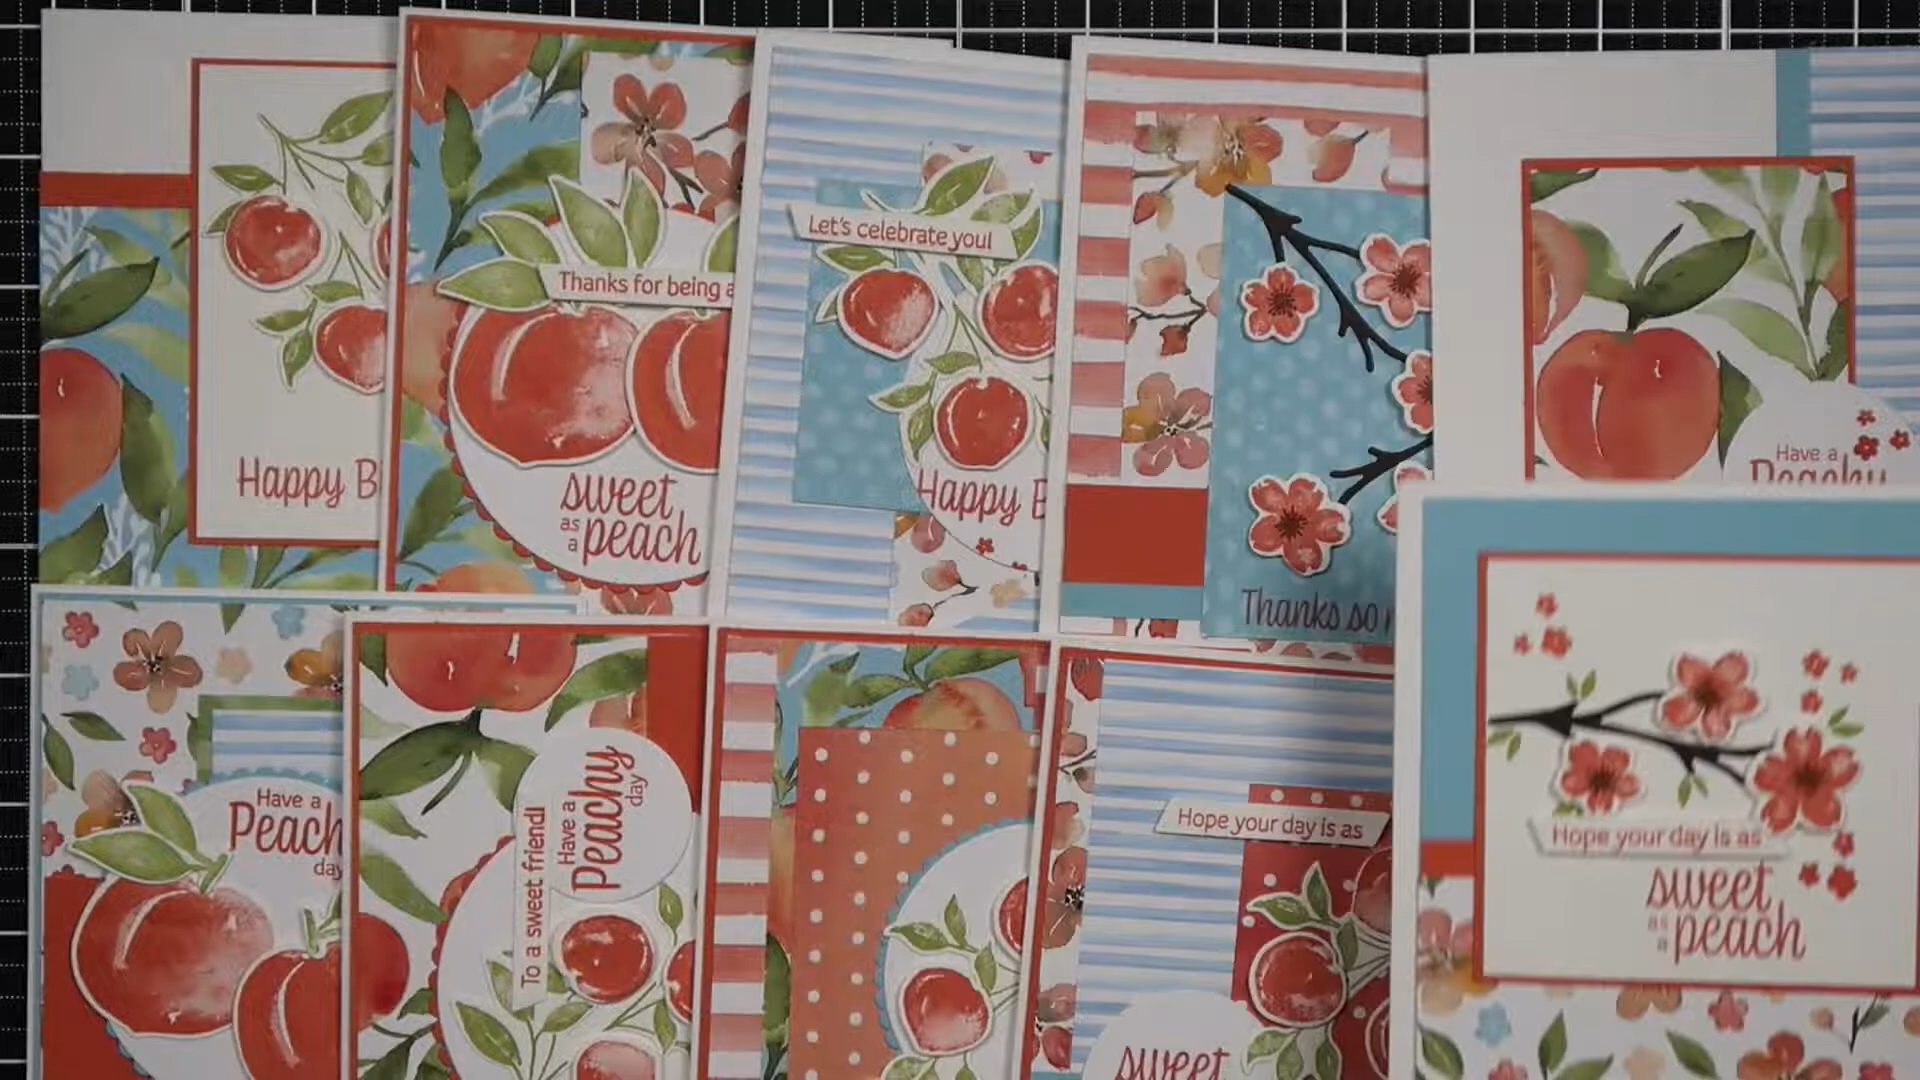 Happy B
Thanks for being a
sweet
as
a peach
Let's celebrate you!
Happy B
Thanks so
Have a
Peachy
Have a
Peach
day
To a sweet friend!
Have a
Peachy
day
Hope your day is as
sweet
Hope your day is as
sweet
as
a peach